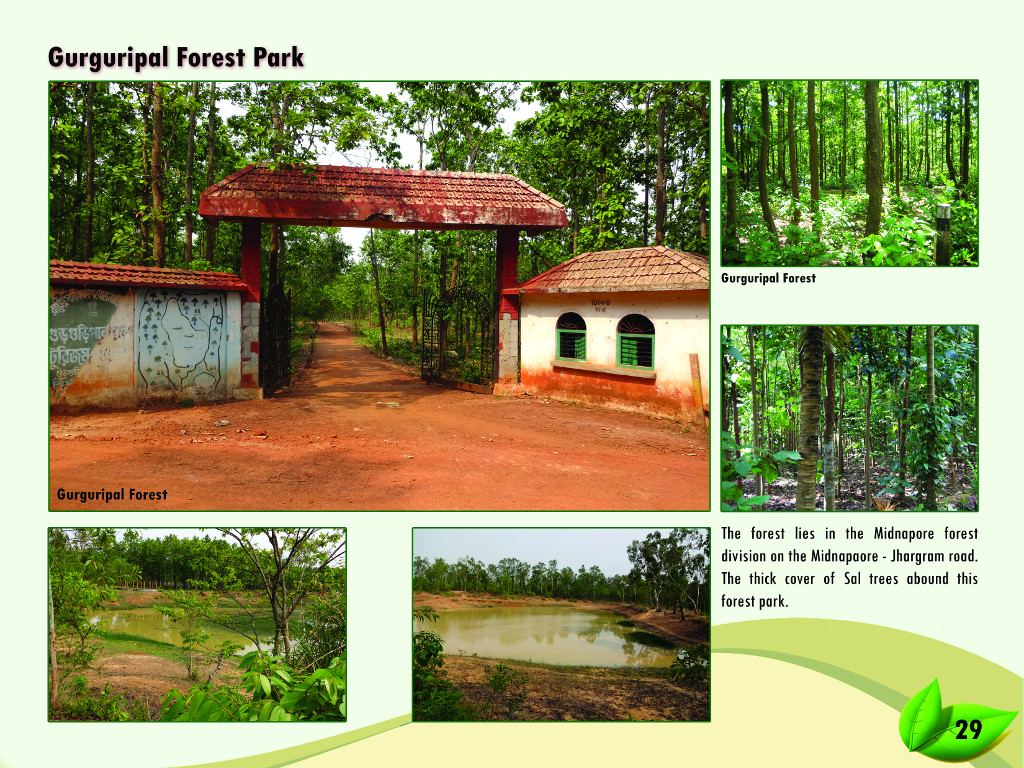 Gurguripal Forest Park
গুড়গুড়িপাল
Gurguripal Forest
Gurguripal Forest
The forest lies in the Midnapore forest
division on the Midnapaore - Jhargram road.
The thick cover of Sal trees abound this
forest park.
29